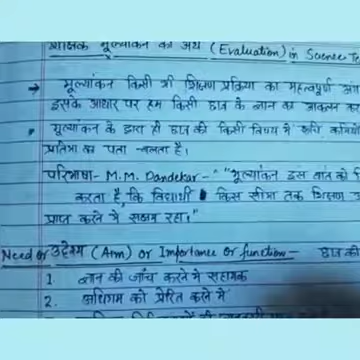 शैक्षिक मूल्यांकन का अर्थ (Evaluation) in Science
→ मूल्यांकन किसी भी शिक्षण प्रक्रिया का महत्वपूर्ण अंग
इसके आधार पर हम किसी छात्र के ज्ञान का आकलन
मूल्यांकन के द्वारा ही छात्र की किसी विषय में
प्रतिभा का पता चलता है।
परिभाषा - M.M. Dandekar - "मूल्यांकन इस बात को
करता है, कि विद्यार्थी किस सीमा तक शिक्षण
प्राप्त करने में सक्षम रहा।"
Need or उद्देश्य (Aim) or Importance or function - छात्र की
1 ज्ञान की जाँच करने में सहायक
2. अधिगम को प्रेरित करने में